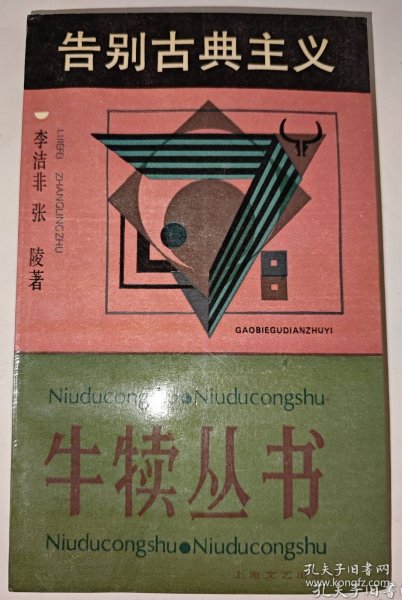 告别古典主义
李洁非 张陵著
LIJIEFEI ZHANGLINGZHU
GAOBIEGUDIANZHUYI
Niuducongshu●Niuducongshu
牛犊丛书
Niuducongshu●Niuducongshu
上海文艺出
孔夫子旧书网
www.kongfz.com
孔夫子旧书